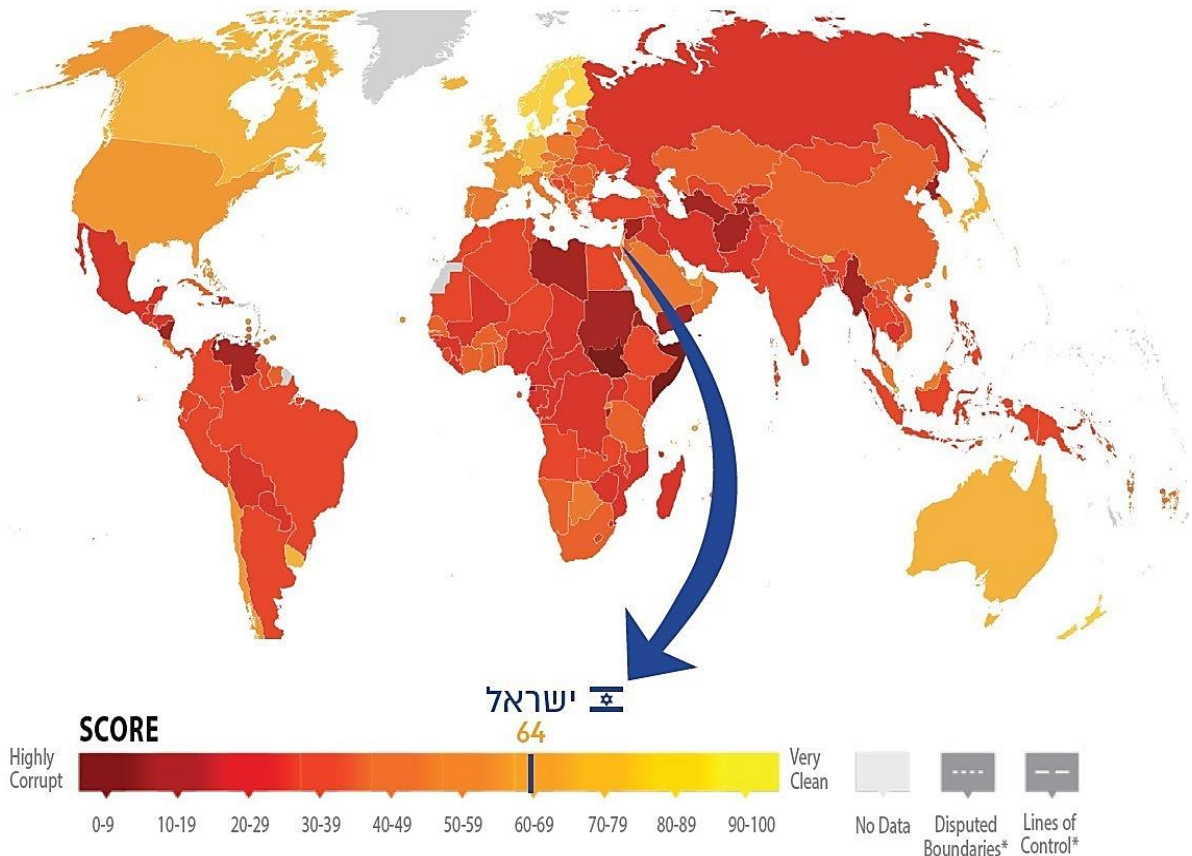 ישראל
64
SCORE
Highly
Corrupt
Very
Clean
0-9 10-19 20-29 30-39 40-49 50-59 60-69 70-79 80-89 90-100
No Data
Disputed
Boundaries*
Lines of
Control*